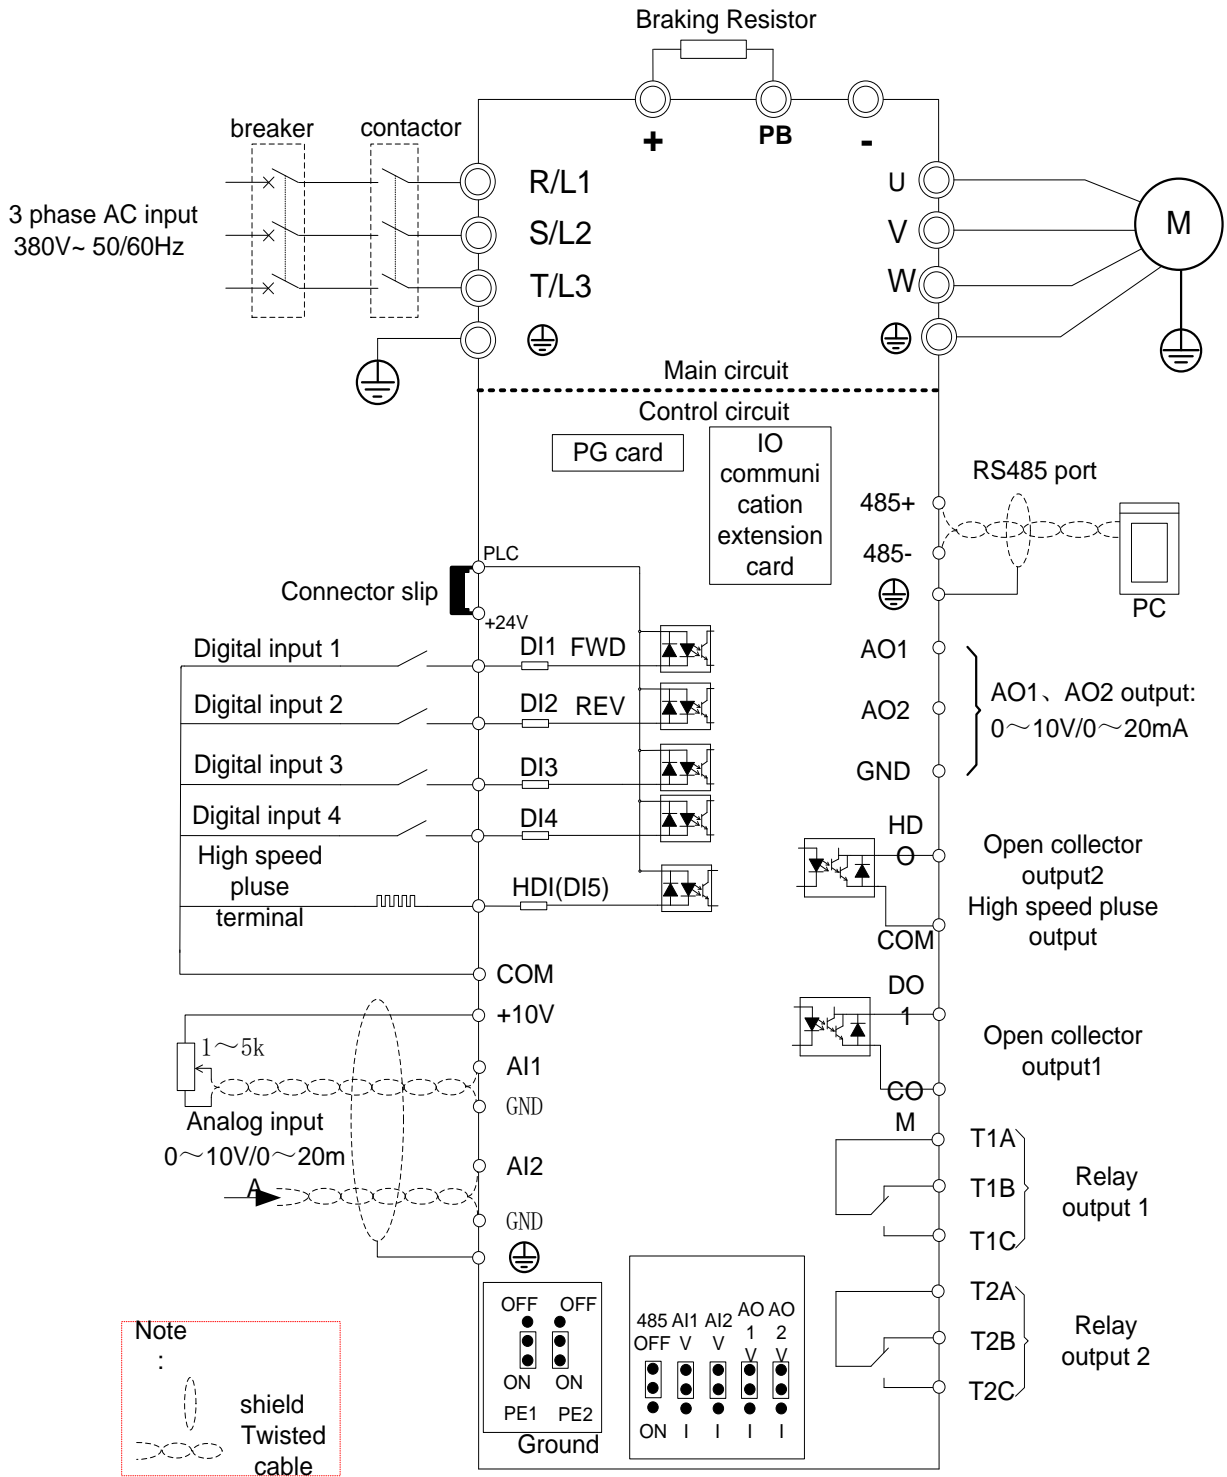 Braking Resistor
breaker
contactor
+
PB
-
3 phase AC input
380V~ 50/60Hz
R/L1
S/L2
T/L3
U
V
W
M
Main circuit
Control circuit
PG card
IO
communi
cation
extension
card
RS485 port
485+
485-
PC
PLC
Connector slip
+24V
Digital input 1
DI1
FWD
Digital input 2
DI2
REV
Digital input 3
DI3
Digital input 4
DI4
High speed
pluse
terminal
HDI(DI5)
COM
AO1
AO2
GND
AO1、AO2 output:
0～10V/0～20mA
HD
O
COM
Open collector
output2
High speed pluse
output
DO
1
CO
M
Open collector
output1
+10V
1～5k
AI1
GND
Analog input
0～10V/0～20m
A
AI2
GND
T1A
T1B
T1C
Relay
output 1
T2A
T2B
T2C
Relay
output 2
OFF OFF
ON ON
PE1 PE2
Ground
485 AI1 AI2 AO AO
1 2
OFF V V V V
ON I I I I
Note
:
shield
Twisted
cable